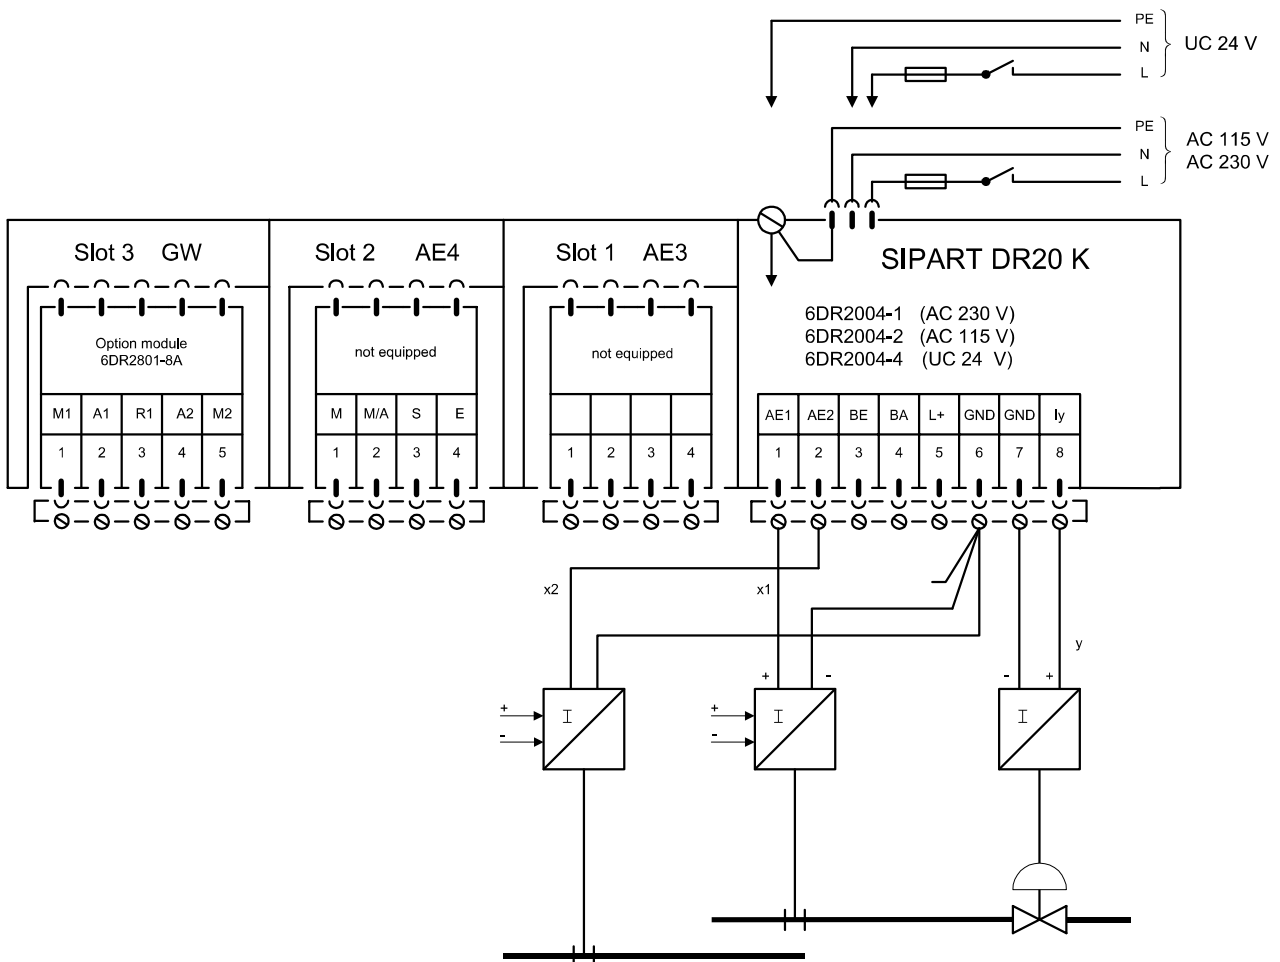 PE
N
L
UC 24 V
PE
N
L
AC 115 V
AC 230 V
Slot 3 GW
Slot 2 AE4
Slot 1 AE3
SIPART DR20 K
6DR2004-1 (AC 230 V)
6DR2004-2 (AC 115 V)
6DR2004-4 (UC 24 V)
Option module
6DR2801-8A
not equipped
not equipped
M1 A1 R1 A2 M2
1 2 3 4 5
M M/A S E
1 2 3 4
1 2 3 4
AE1 AE2 BE BA L+ GND GND Iy
1 2 3 4 5 6 7 8
x2
x1
y
+ - - +
+
-
I
+
-
I
I